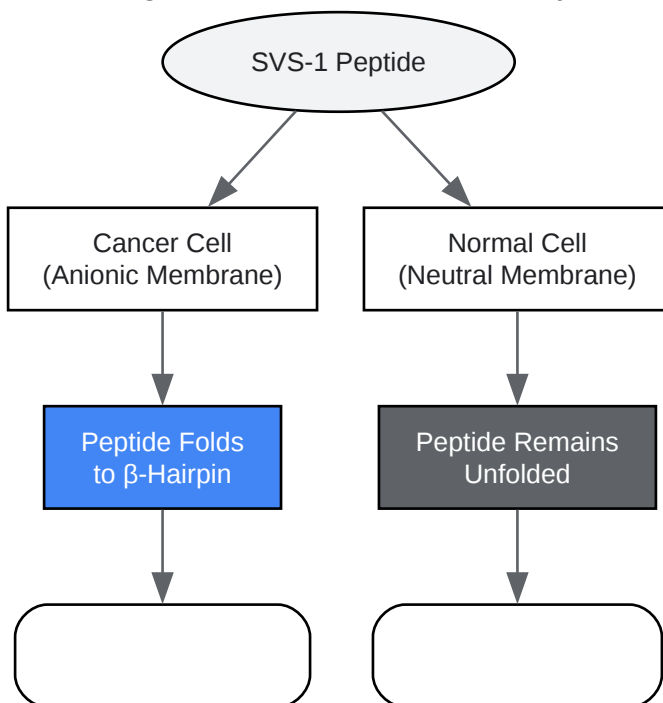 SVS-1 Peptide
Cancer Cell
(Anionic Membrane)
Normal Cell
(Neutral Membrane)
Peptide Folds
to β-Hairpin
Peptide Remains
Unfolded